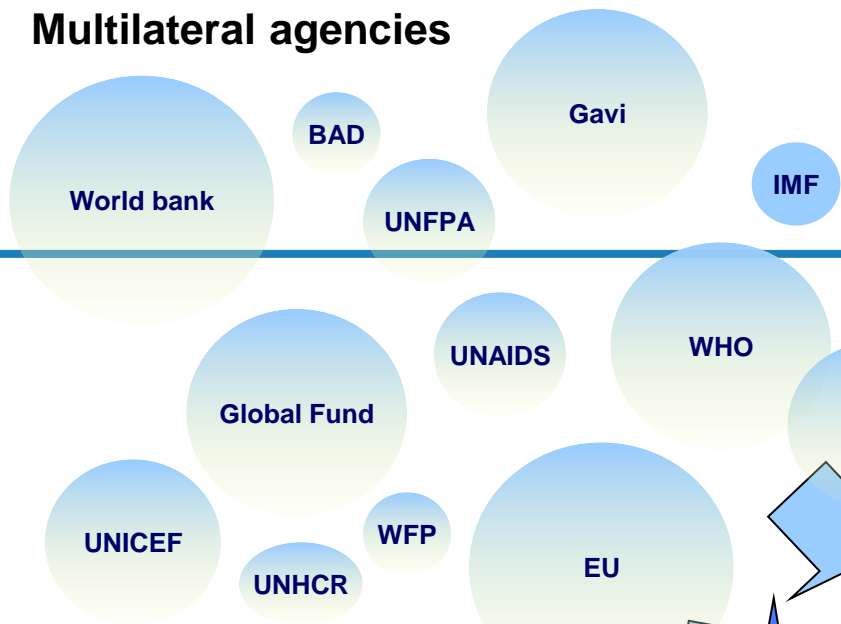 Multilateral agencies
Gavi
BAD
IMF
World bank
UNFPA
WHO
UNAIDS
Global Fund
WFP
UNICEF
EU
UNHCR